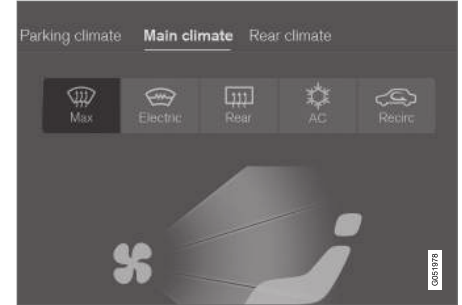 Parking climate Main climate Rear climate
Max Electric Rear AC Recirc
G051978